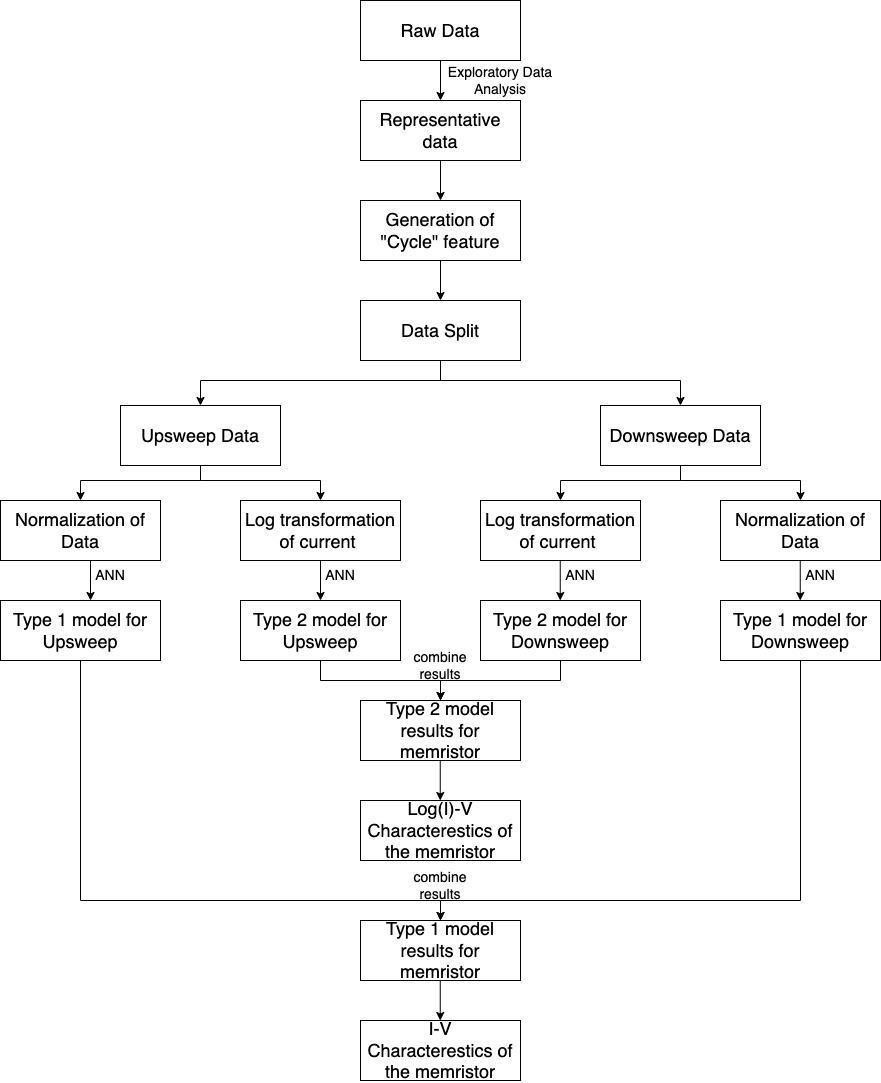 Raw Data
Exploratory Data
Analysis
Representative
data
Generation of
"Cycle" feature
Data Split
Upsweep Data
Downsweep Data
Normalization of
Data
Log transformation
of current
Log transformation
of current
Normalization of
Data
ANN
ANN
ANN
ANN
Type 1 model for
Upsweep
Type 2 model for
Upsweep
Type 2 model for
Downsweep
Type 1 model for
Downsweep
combine
results
Type 2 model
results for
memristor
Log(I)-V
Characterestics of
the memristor
combine
results
Type 1 model
results for
memristor
I-V
Characterestics of
the memristor